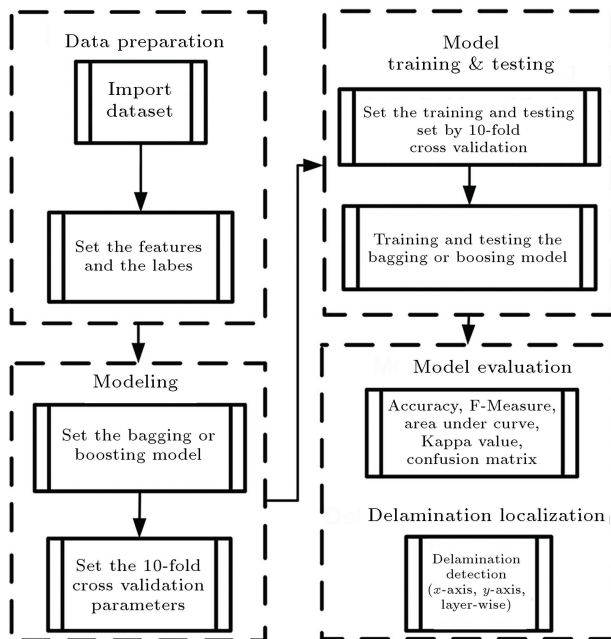 Data preparation
Import
dataset
Set the features
and the labes
Modeling
Set the bagging or
boosting model
Set the 10-fold
cross validation
parameters
Model
training & testing
Set the training and testing
set by 10-fold
cross validation
Training and testing the
bagging or boosing model
Model evaluation
Accuracy, F-Measure,
area under curve,
Kappa value,
confusion matrix
Delamination localization
Delamination
detection
(x-axis, y-axis,
layer-wise)